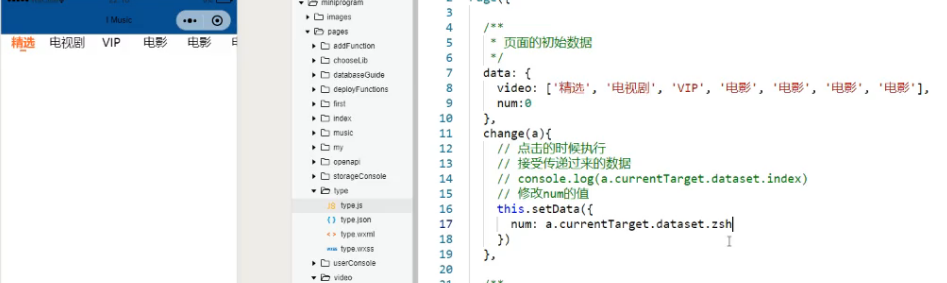 I Music
精选 电视剧 VIP 电影 电影
miniprogram
images
pages
addFunction
chooseLib
databaseGuide
deployFunctions
first
index
music
my
openapi
storageConsole
type
type.js
type.json
type.wxml
type.wxss
userConsole
video
3
4 /**
5 * 页面的初始数据
6 */
7 data: {
8 video: ['精选', '电视剧', 'VIP', '电影', '电影', '电影', '电影'],
9 num:0
10 },
11 change(a){
12 // 点击的时候执行
13 // 接受传递过来的数据
14 // console.log(a.currentTarget.dataset.index)
15 // 修改num的值
16 this.setData({
17 num: a.currentTarget.dataset.zsh
18 })
19 },
20
21 /**